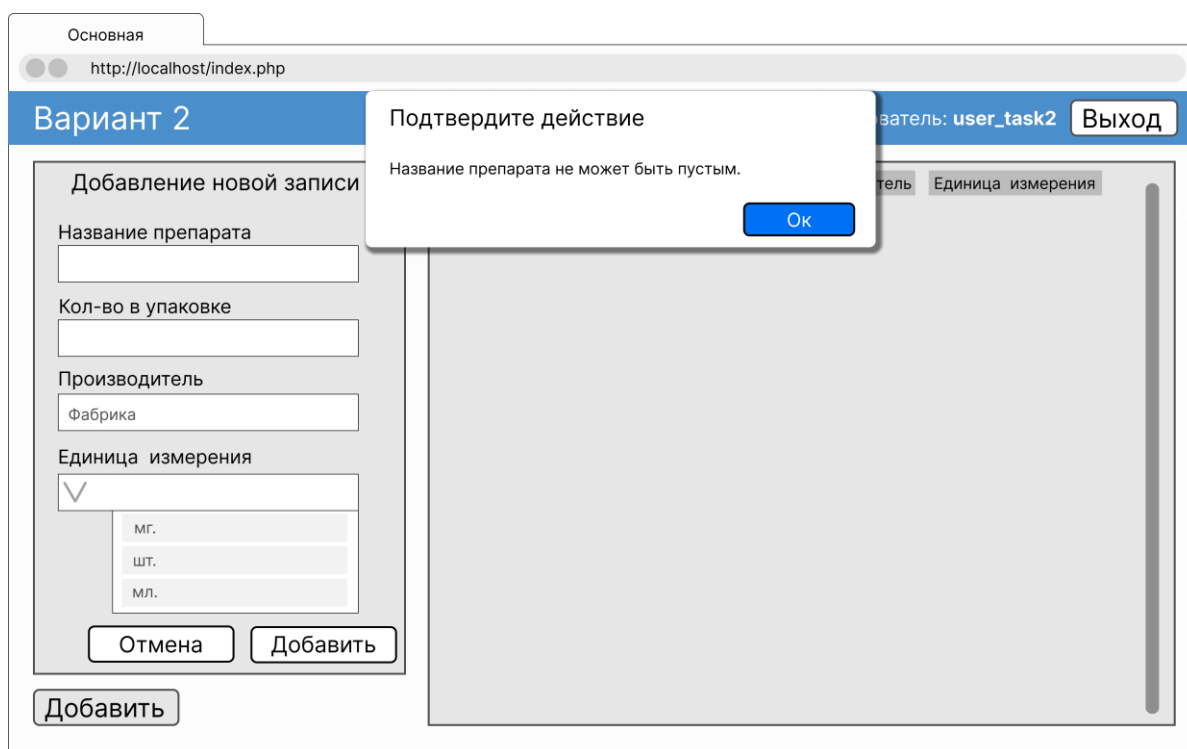 Основная
http://localhost/index.php
Вариант 2
Подтвердите действие
Название препарата не может быть пустым.
Ок
user_task2
Выход
Добавление новой записи
Название препарата
Кол-во в упаковке
Производитель
Фабрика
Единица измерения
мг.
шт.
мл.
Отмена
Добавить
Добавить
Единица измерения